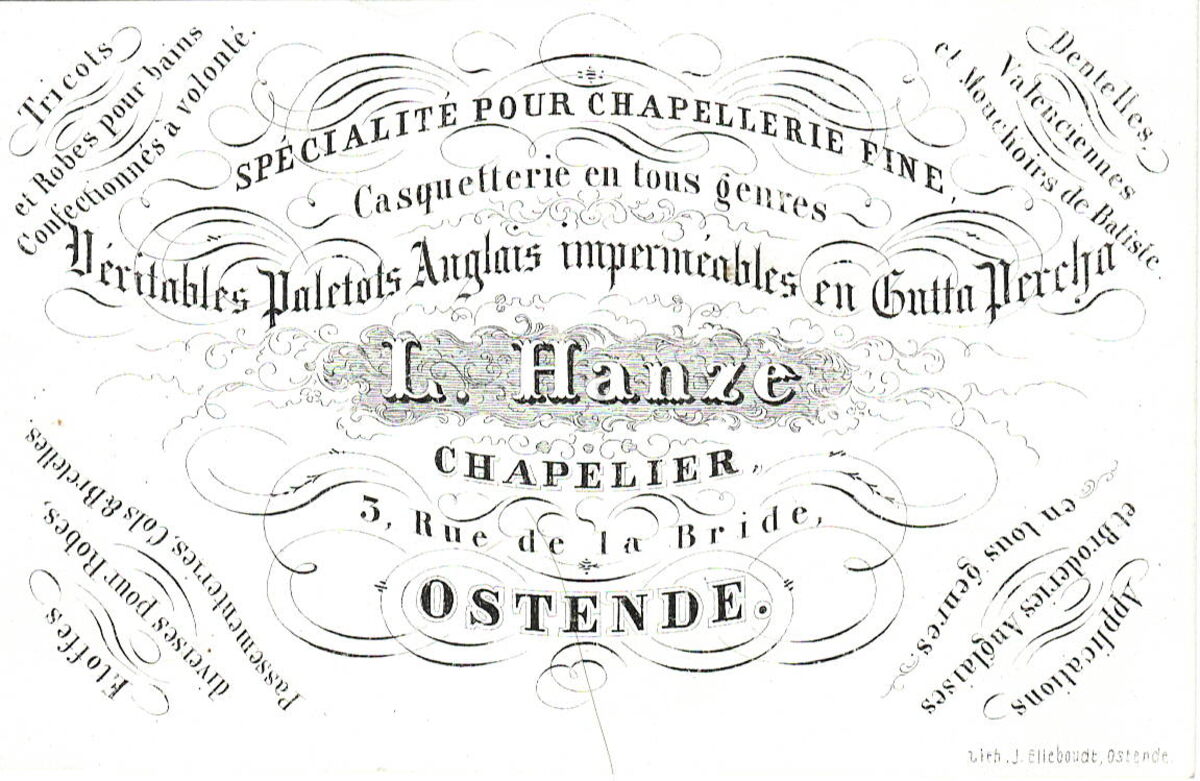 Tricots
et Robes pour bains
Confectionnés à volonté.
Dentelles,
Valenciennes
et Mouchoirs de Batiste.
SPÉCIALITÉ POUR CHAPELLERIE FINE,
Casquetterie en tous genres
Véritables Paletots Anglais imperméables en Gutta Percha
L. Hanze
CHAPELIER,
3, Rue de la Bride,
OSTENDE.
Etoffes
diverses pour Robes,
Passementeries, Cols & Bretelles.
Applications
et Broderies Anglaises
en tous genres.
Lith. J. Elleboudt, Ostende.